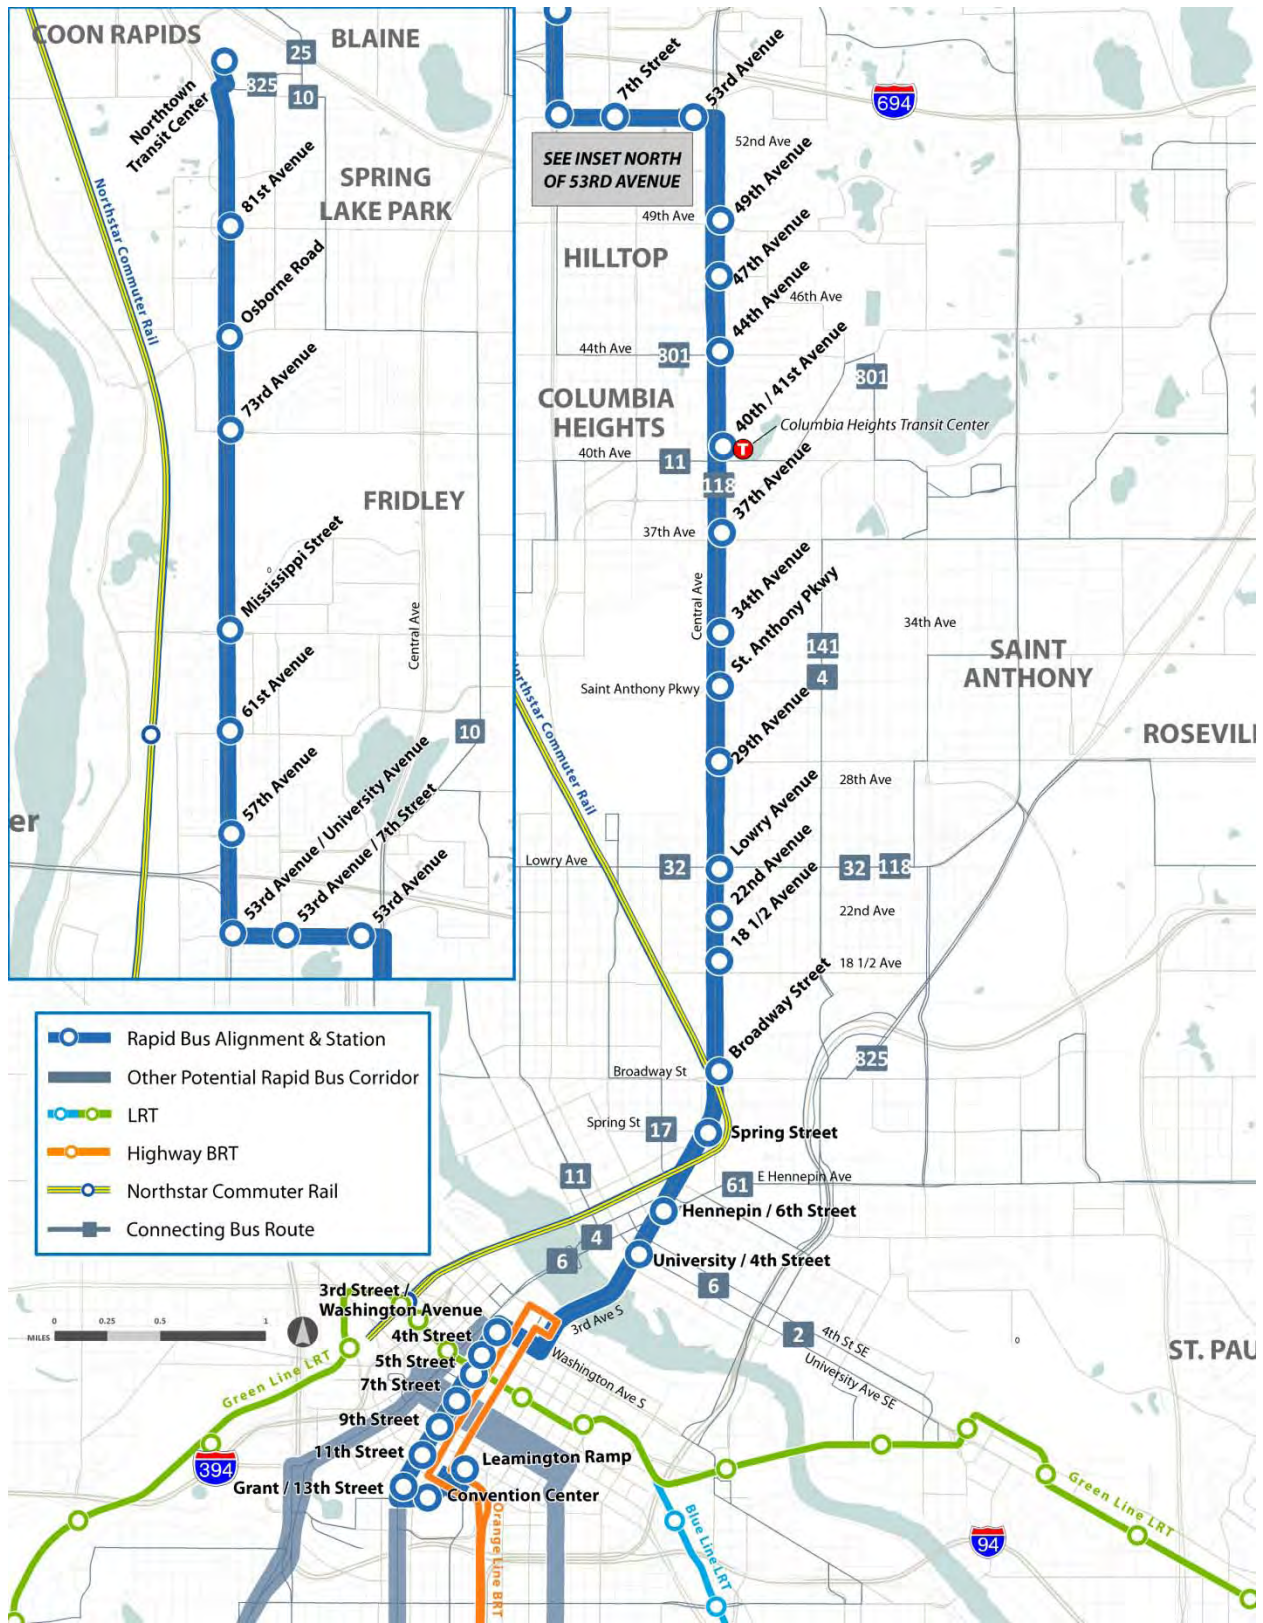 COON RAPIDS
BLAINE
25
825
10
Northtown
Transit Center
81st Avenue
SPRING
LAKE PARK
Northstar Commuter Rail
Osborne Road
73rd Avenue
FRIDLEY
Mississippi Street
Central Ave
61st Avenue
10
57th Avenue
53rd Avenue / University Avenue
53rd Avenue / 7th Street
53rd Avenue
er
7th Street
53rd Avenue
694
SEE INSET NORTH
OF 53RD AVENUE
52nd Ave
49th Avenue
49th Ave
HILLTOP
47th Avenue
46th Ave
44th Avenue
44th Ave
801
801
40th / 41st Avenue
COLUMBIA
HEIGHTS
Columbia Heights Transit Center
T
40th Ave
11
118
37th Avenue
37th Ave
Central Ave
34th Avenue
34th Ave
St. Anthony Pkwy
141
4
SAINT
ANTHONY
Saint Anthony Pkwy
29th Avenue
ROSEVILL
Northstar Commuter Rail
28th Ave
Lowry Avenue
Lowry Ave
32
32
118
22nd Avenue
22nd Ave
18 1/2 Avenue
18 1/2 Ave
Broadway Street
825
Broadway St
Spring St
17
Spring Street
11
61
E Hennepin Ave
Hennepin / 6th Street
4
6
University / 4th Street
6
Rapid Bus Alignment & Station
Other Potential Rapid Bus Corridor
LRT
Highway BRT
Northstar Commuter Rail
Connecting Bus Route
3rd Street /
Washington Avenue
0 0.25 0.5 1
MILES
4th Street
3rd Ave S
2
4th St SE
University Ave SE
ST. PAU
5th Street
Washington Ave S
7th Street
Green Line LRT
9th Street
11th Street
Leamington Ramp
394
Grant / 13th Street
Convention Center
Orange Line BRT
Blue Line LRT
Green Line LRT
94